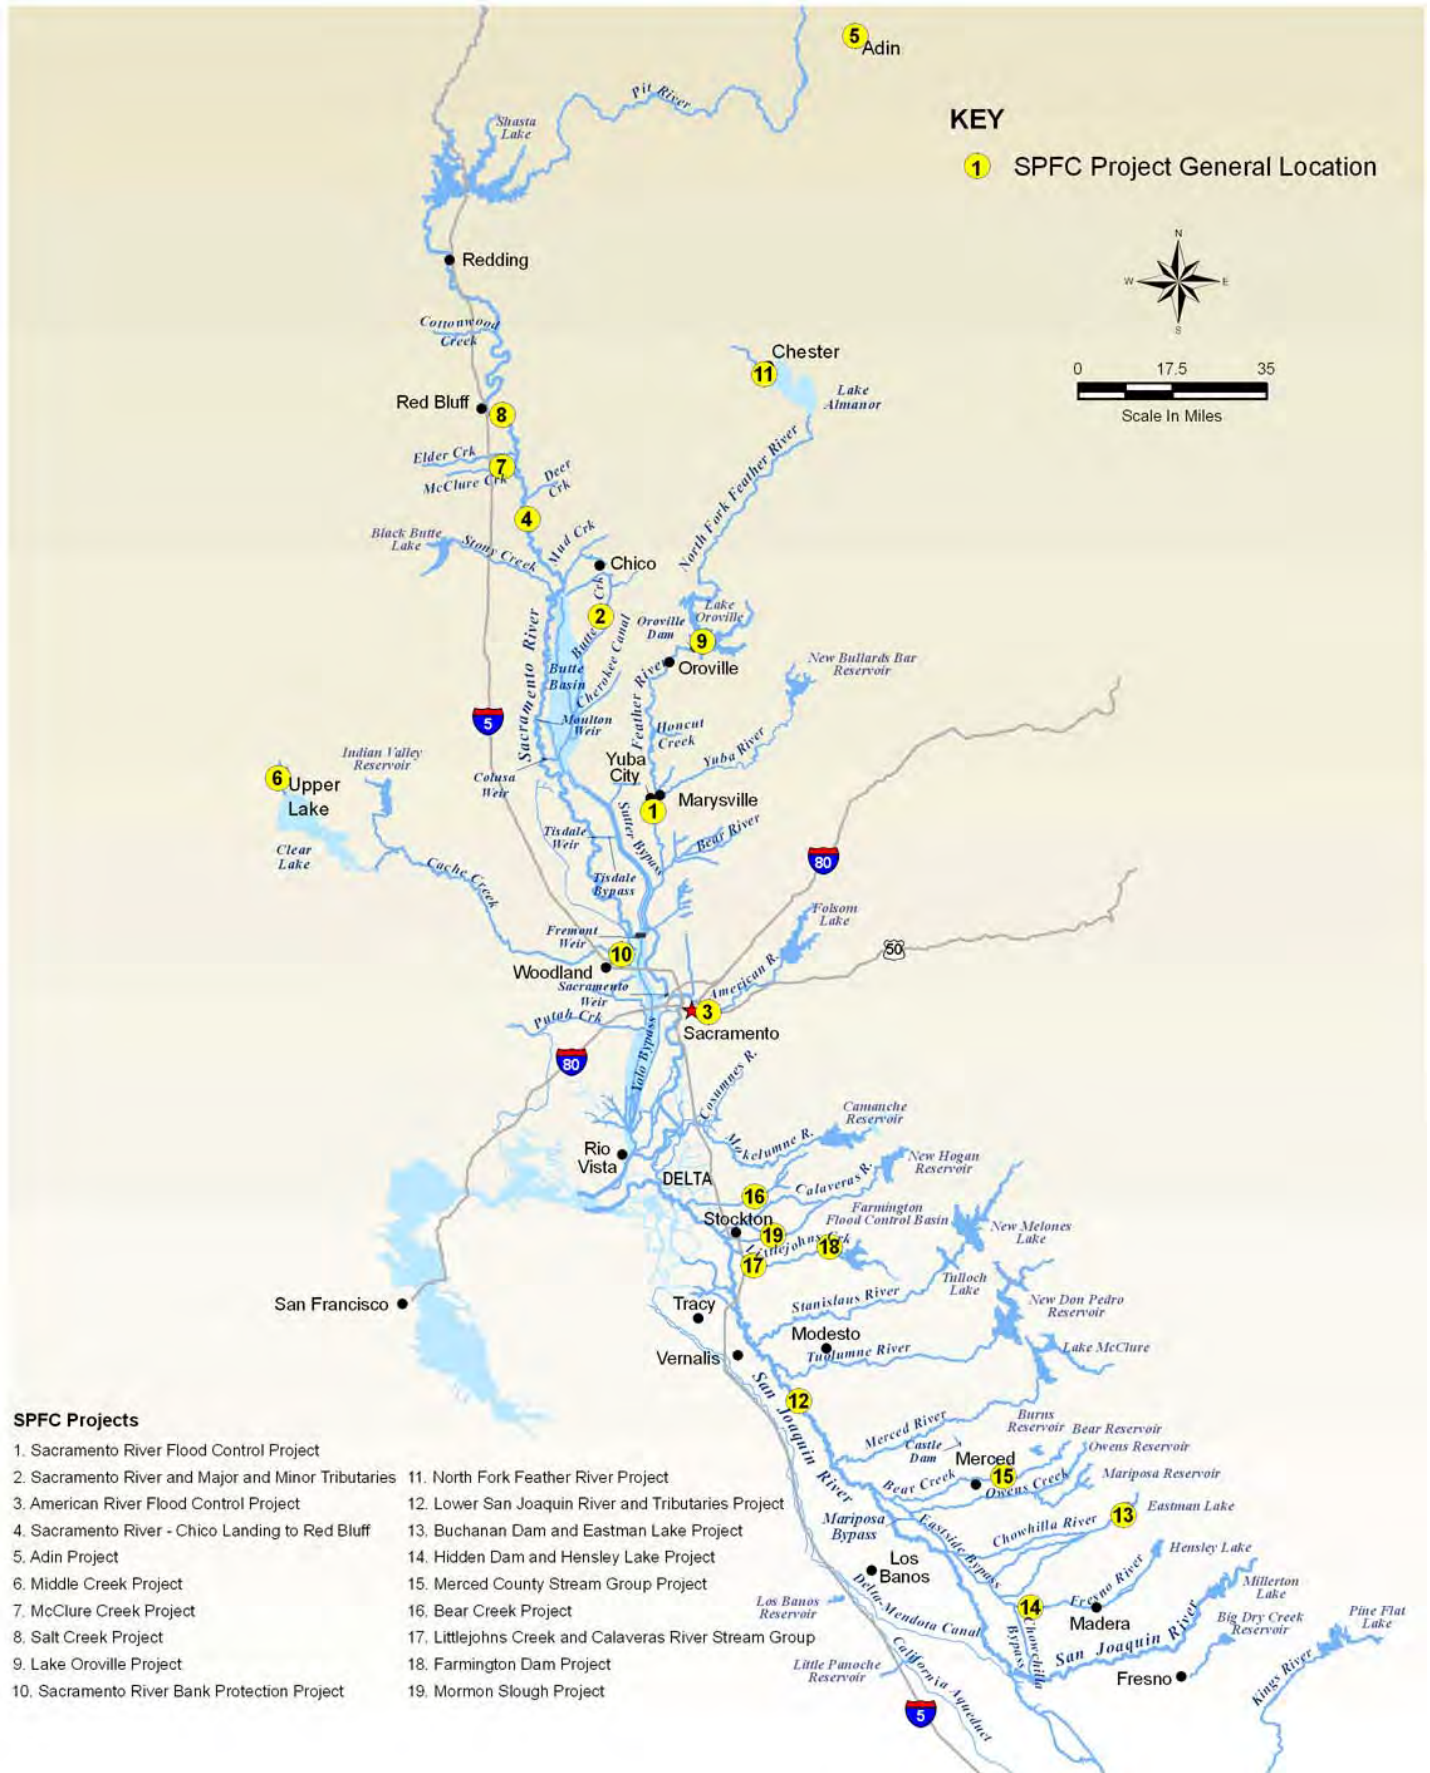 5
Adin
Pit River
KEY
Shasta
Lake
1 SPFC Project General Location
N
W E
S
Redding
Cottonwood
Creek
Chester
11
0 17.5 35
Scale In Miles
Lake
Almanor
Red Bluff
8
North Fork Feather River
Elder Crk
7
McClure Crk
Deer
Crk
4
Black Butte
Lake
Stony Creek
Mud Crk
Chico
2
Butte Crk
Cherokee Canal
Lake
Oroville
Oroville
Dam
9
Oroville
Sacramento River
Butte
Basin
Feather River
New Bullards Bar
Reservoir
5
Moulton
Weir
Honcut
Creek
Yuba River
Indian Valley
Reservoir
6
Upper
Lake
Colusa
Weir
Yuba
City
Marysville
1
Sutter Bypass
Bear River
Tisdale
Weir
80
Clear
Lake
Cache Creek
Tisdale
Bypass
Folsom
Lake
Fremont
Weir
50
10
Woodland
American R.
Sacramento
Weir
3
Sacramento
Putah Crk
80
Yolo Bypass
Cosumnes R.
Camanche
Reservoir
Mokelumne R.
Rio
Vista
New Hogan
Reservoir
DELTA
16
Calaveras R.
Stockton
Farmington
Flood Control Basin
19
Littlejohns Crk
18
17
New Melones
Lake
Tulloch
Lake
San Francisco
Tracy
Stanislaus River
New Don Pedro
Reservoir
Modesto
Vernalis
Tuolumne River
Lake McClure
12
San Joaquin River
Merced River
Burns
Reservoir
Bear Reservoir
Castle
Dam
Owens Reservoir
Merced
15
Mariposa Reservoir
Bear Creek
Owens Creek
13
Eastman Lake
Mariposa
Bypass
Eastside Bypass
Chowhilla River
Hensley Lake
Los
Banos
Fresno River
Millerton
Lake
Los Banos
Reservoir
Delta-Mendota Canal
14
Madera
Big Dry Creek
Reservoir
Pine Flat
Lake
Chowchilla
Bypass
San Joaquin River
Little Panoche
Reservoir
California Aqueduct
Fresno
Kings River
5
SPFC Projects
1. Sacramento River Flood Control Project
2. Sacramento River and Major and Minor Tributaries
3. American River Flood Control Project
4. Sacramento River - Chico Landing to Red Bluff
5. Adin Project
6. Middle Creek Project
7. McClure Creek Project
8. Salt Creek Project
9. Lake Oroville Project
10. Sacramento River Bank Protection Project
11. North Fork Feather River Project
12. Lower San Joaquin River and Tributaries Project
13. Buchanan Dam and Eastman Lake Project
14. Hidden Dam and Hensley Lake Project
15. Merced County Stream Group Project
16. Bear Creek Project
17. Littlejohns Creek and Calaveras River Stream Group
18. Farmington Dam Project
19. Mormon Slough Project